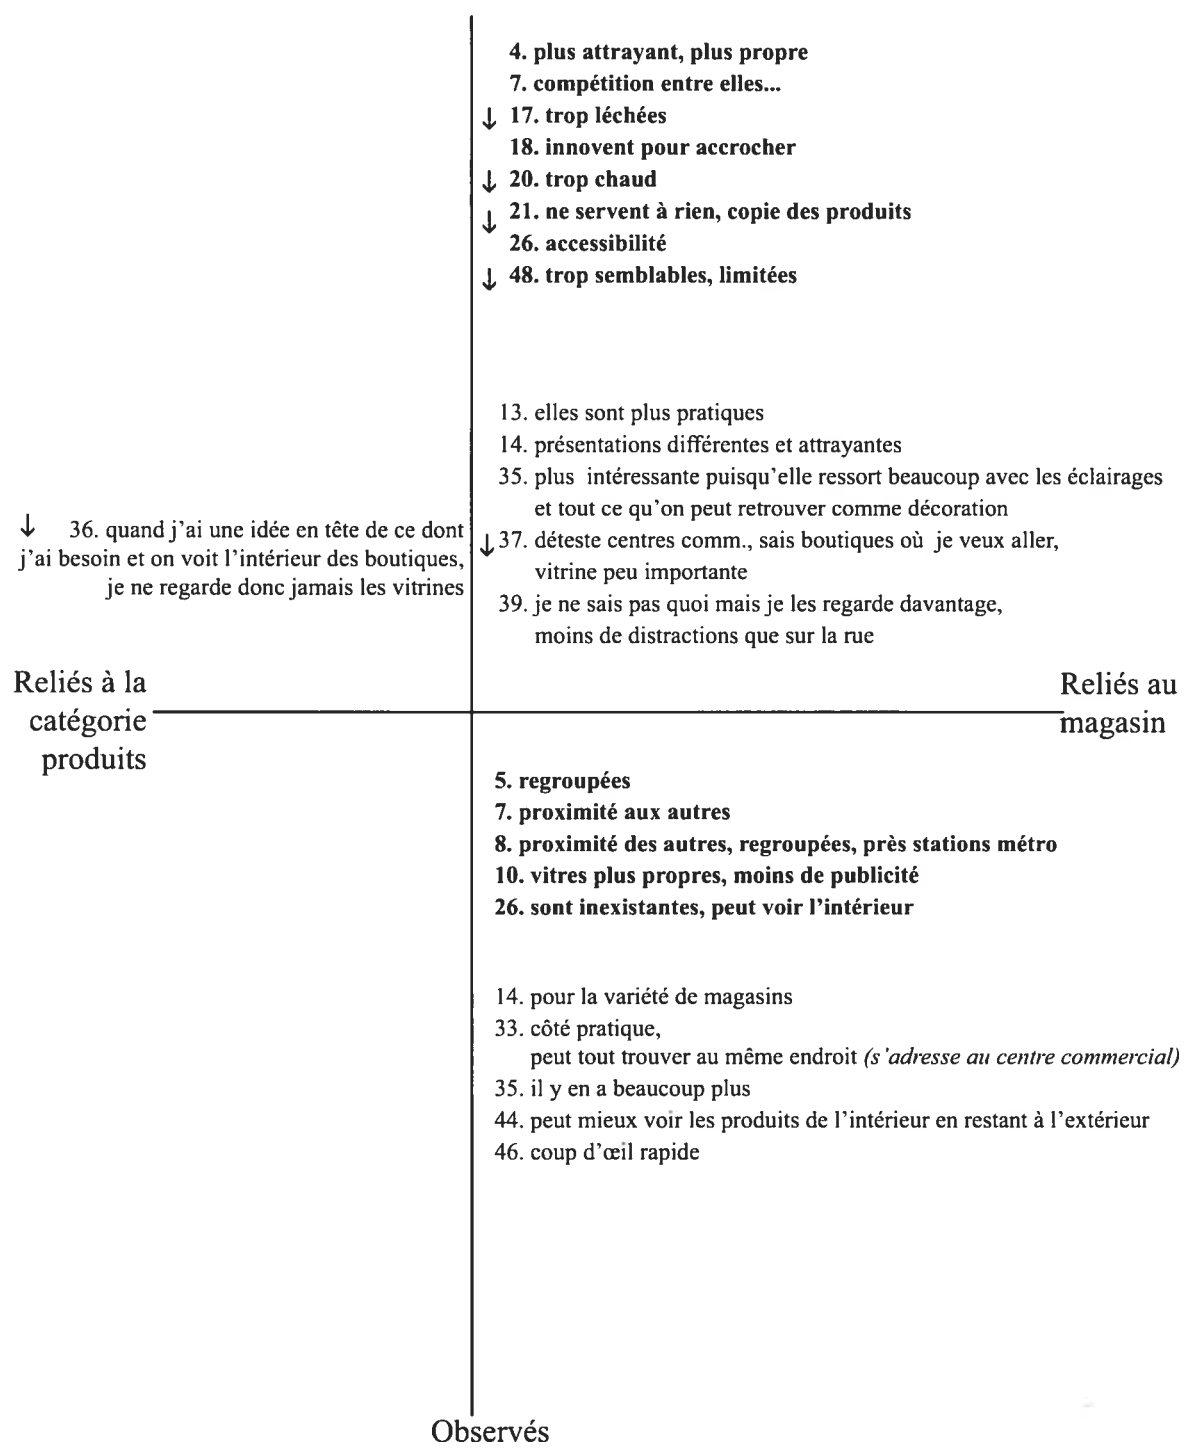 4. plus attrayant, plus propre
7. compétition entre elles...
↓ 17. trop léchées
18. innovent pour accrocher
↓ 20. trop chaud
↓ 21. ne servent à rien, copie des produits
26. accessibilité
↓ 48. trop semblables, limitées
13. elles sont plus pratiques
14. présentations différentes et attrayantes
35. plus intéressante puisqu'elle ressort beaucoup avec les éclairages
et tout ce qu'on peut retrouver comme décoration
↓ 36. quand j'ai une idée en tête de ce dont
j'ai besoin et on voit l'intérieur des boutiques,
je ne regarde donc jamais les vitrines
↓ 37. déteste centres comm., sais boutiques où je veux aller,
vitrine peu importante
39. je ne sais pas quoi mais je les regarde davantage,
moins de distractions que sur la rue
Reliés à la
catégorie
produits
Reliés au
magasin
5. regroupées
7. proximité aux autres
8. proximité des autres, regroupées, près stations métro
10. vitres plus propres, moins de publicité
26. sont inexistantes, peut voir l'intérieur
14. pour la variété de magasins
33. côté pratique,
peut tout trouver au même endroit (s'adresse au centre commercial)
35. il y en a beaucoup plus
44. peut mieux voir les produits de l'intérieur en restant à l'extérieur
46. coup d'œil rapide
Observés